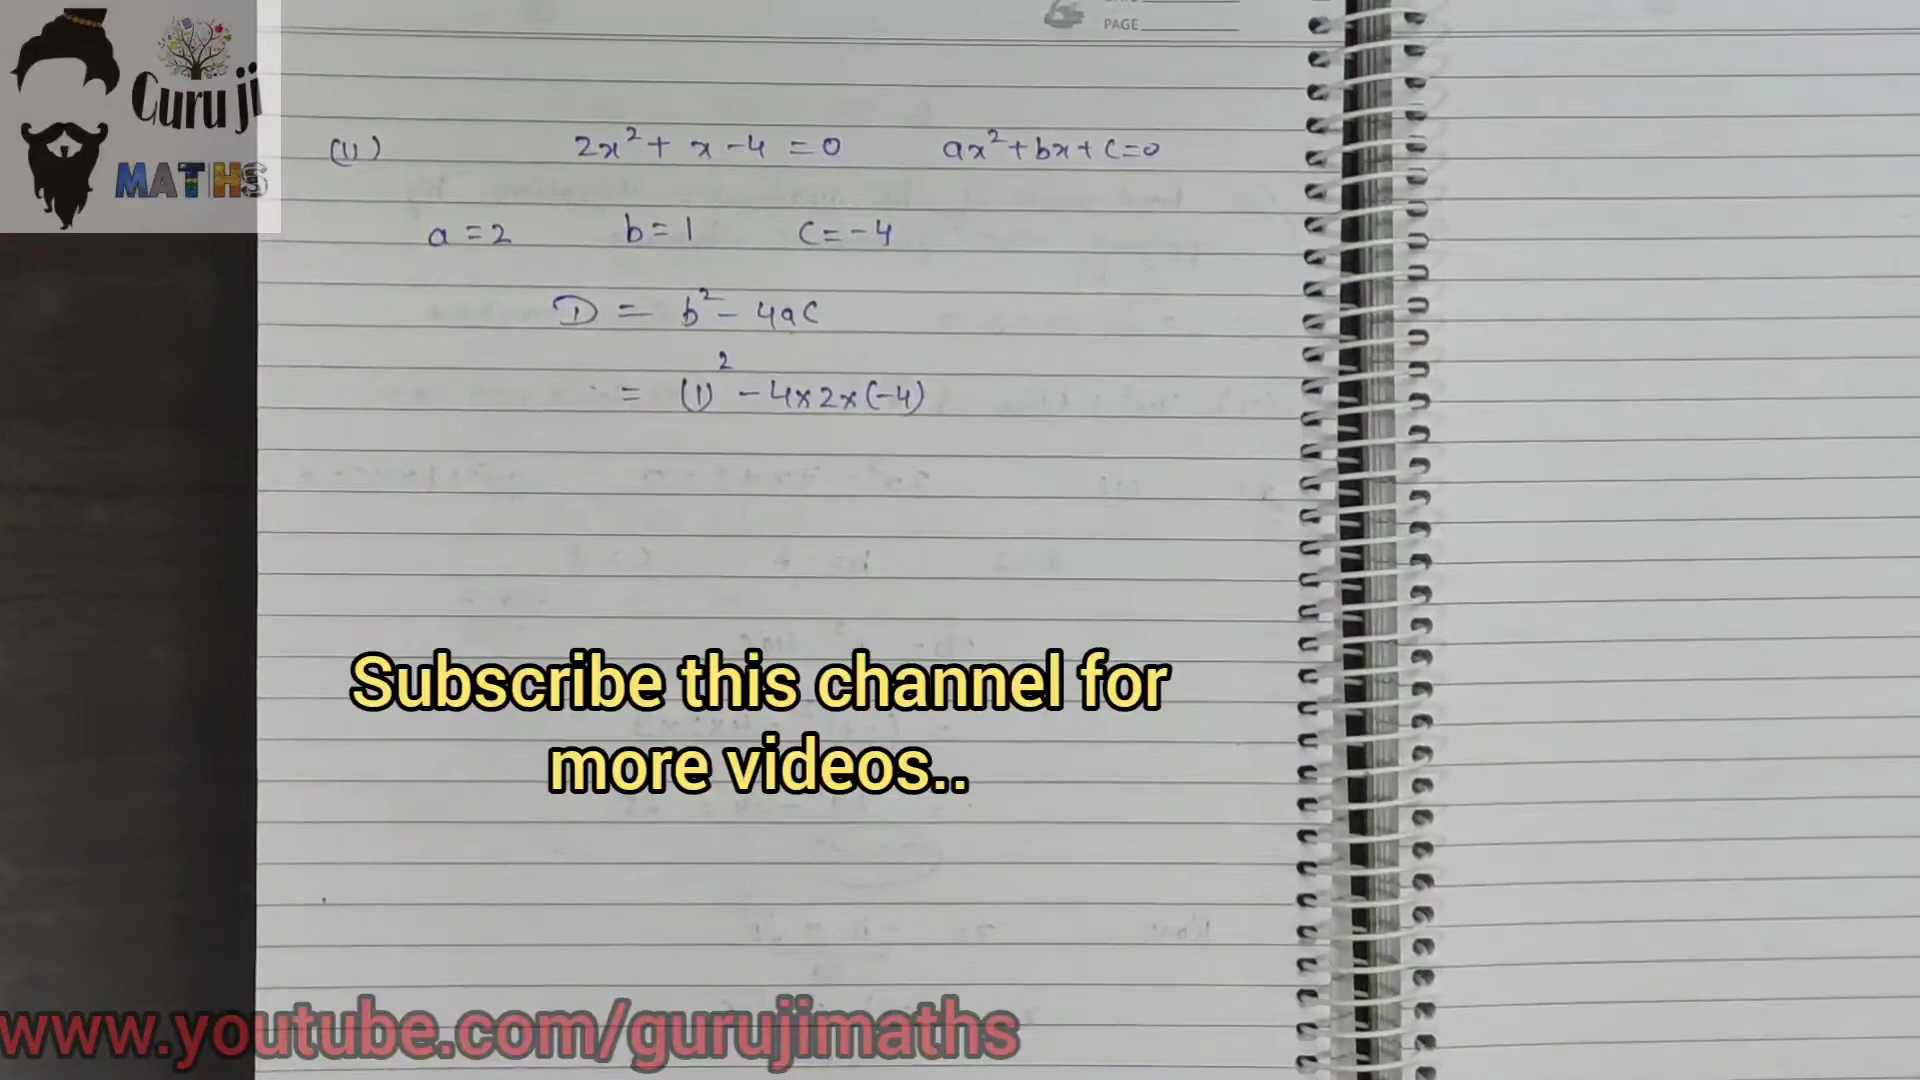 PAGE
Guru ji
MATHS
(1) 2x² + x - 4 = 0 ax² + bx + c = 0
a = 2 b = 1 c = -4
D = b² - 4ac
= (1)² - 4×2×(-4)
Subscribe this channel for
more videos..
www.youtube.com/gurujimaths